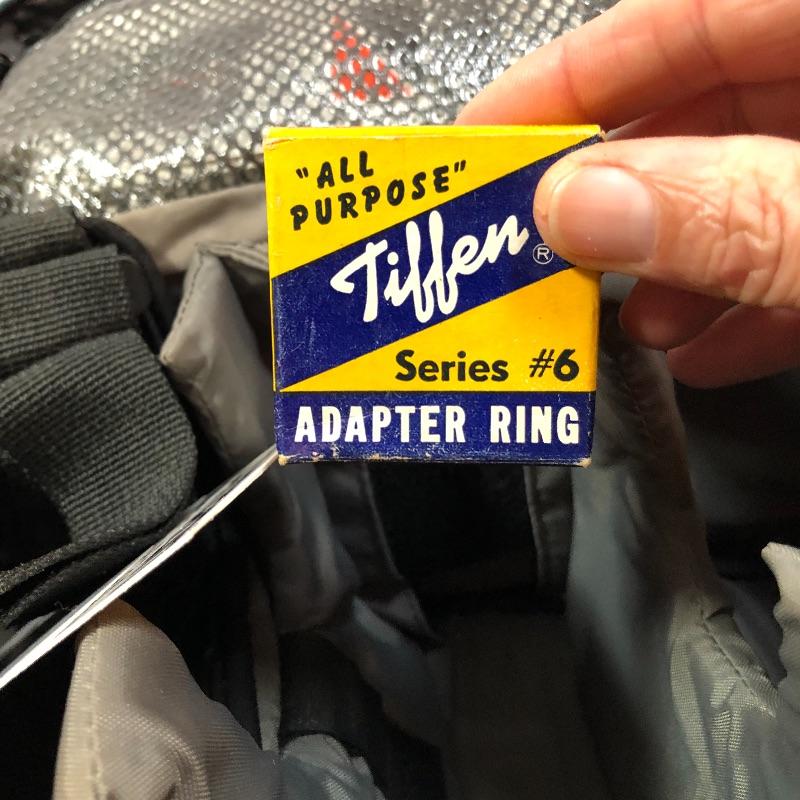 "ALL
PURPOSE"
Tiffen ®
Series #6
ADAPTER RING